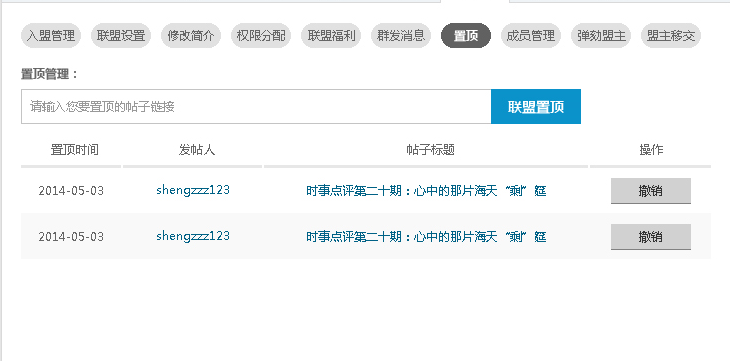 入盟管理 联盟设置 修改简介 权限分配 联盟福利 群发消息 置顶 成员管理 弹劾盟主 盟主移交
置顶管理：
请输入您要置顶的帖子链接 联盟置顶
置顶时间 发帖人 帖子标题 操作
2014-05-03 shengzzz123 时事点评第二十期：心中的那片海天“剩”筵 撤销
2014-05-03 shengzzz123 时事点评第二十期：心中的那片海天“剩”筵 撤销